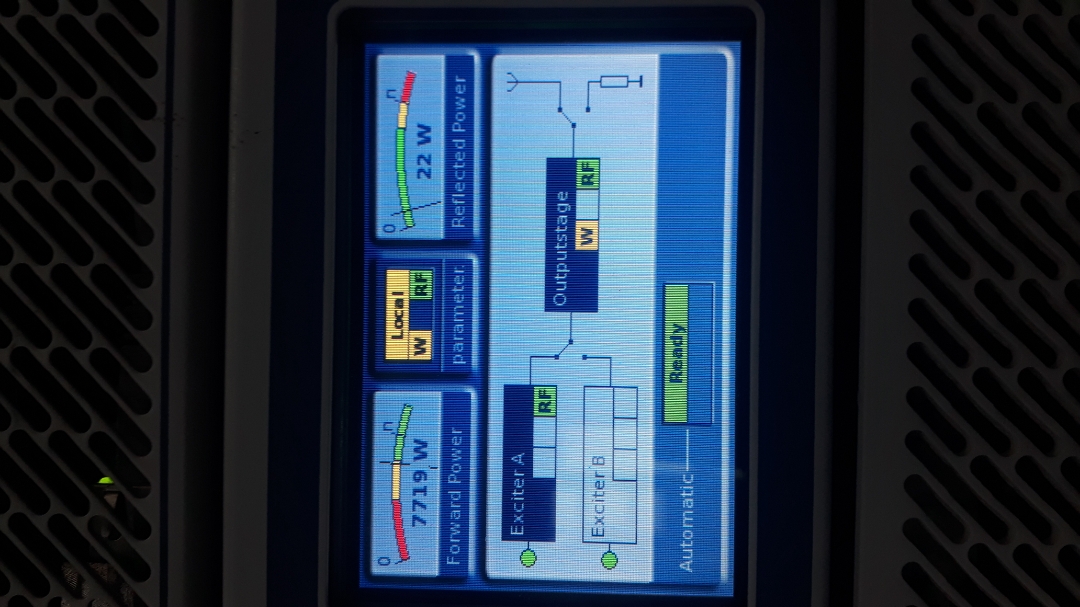 0 n
7719 W
Forward Power
Local
W RF
parameter.
0 n
22 W
Reflected Power
Exciter A
RF
Exciter B
Outputstage
W RF
Automatic
Ready